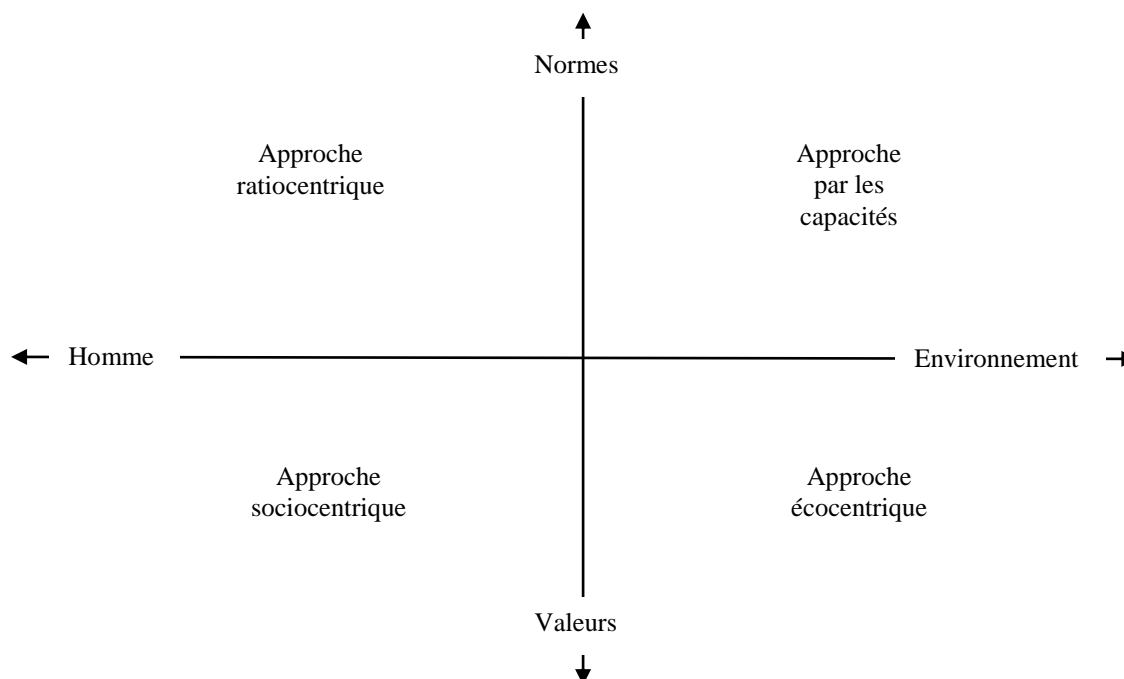 Normes
Approche
ratiocentrique
Approche
par les
capacités
Homme
Environnement
Approche
sociocentrique
Approche
écocentrique
Valeurs